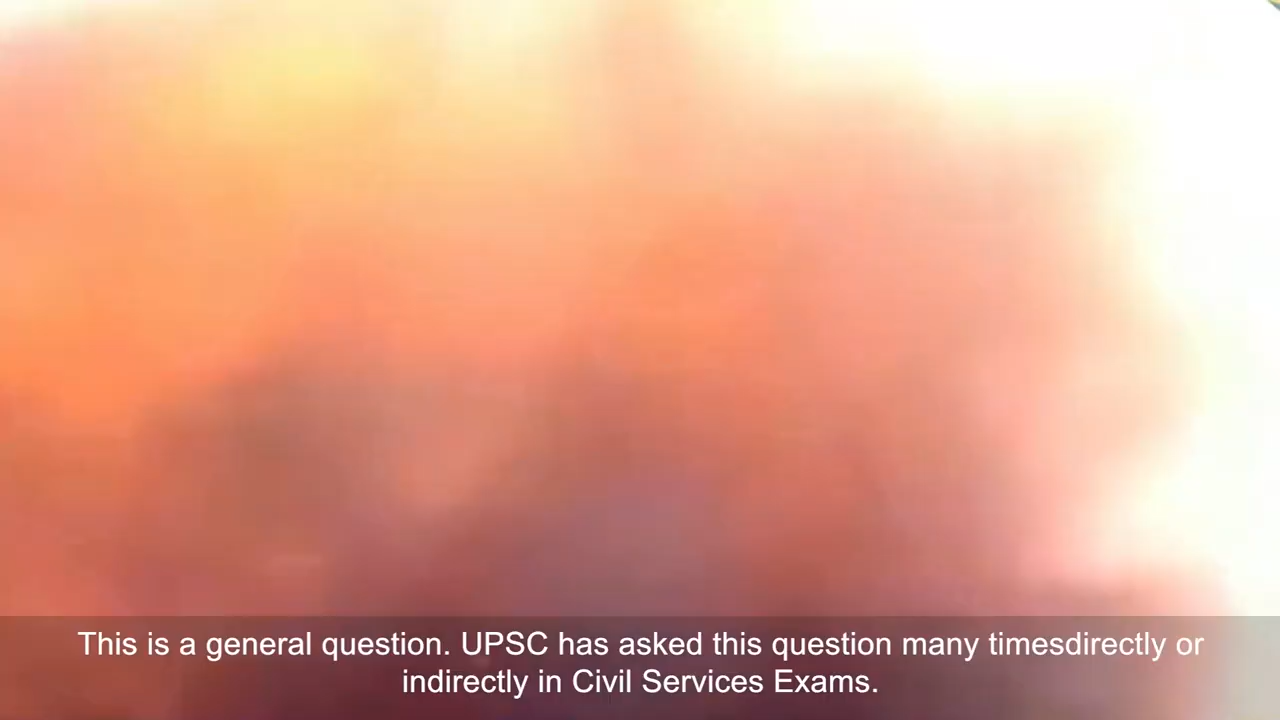 This is a general question. UPSC has asked this question many timesdirectly or
indirectly in Civil Services Exams.